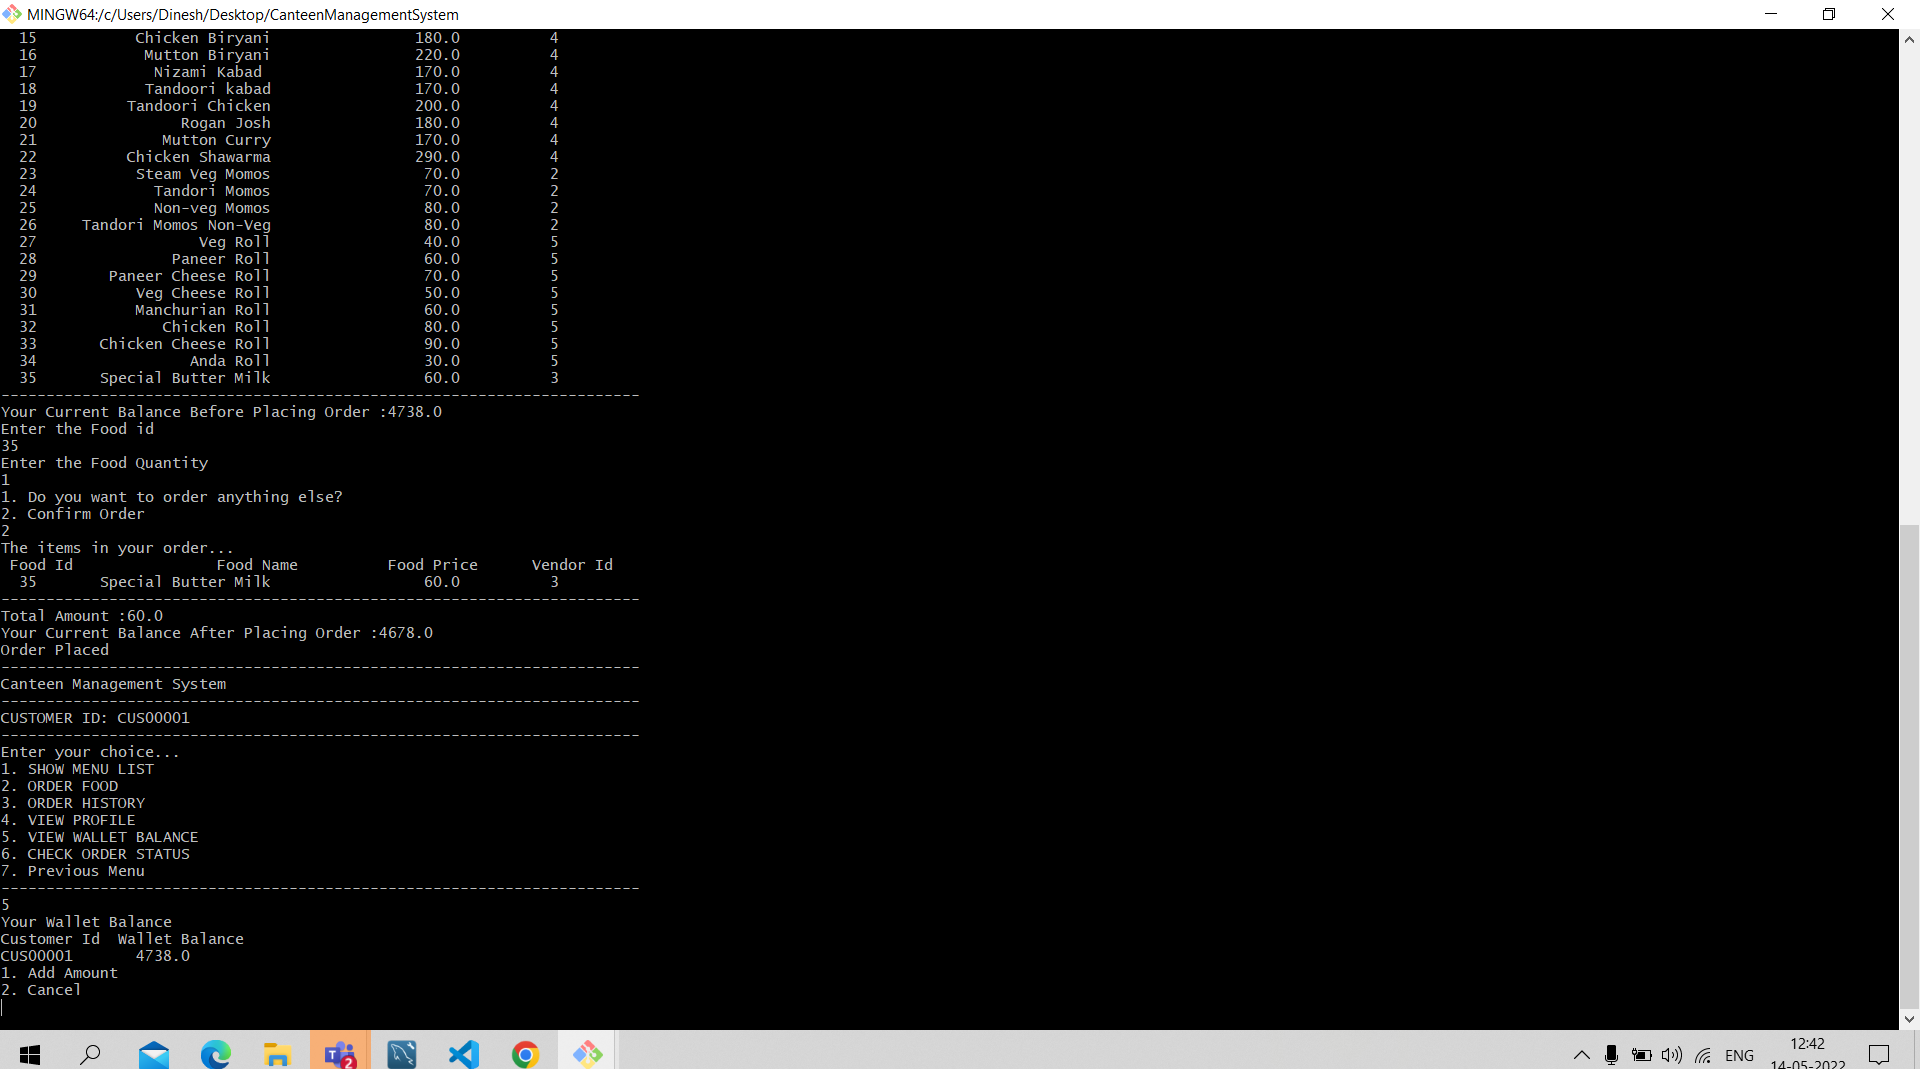 MINGW64:/c/Users/Dinesh/Desktop/CanteenManagementSystem
15 Chicken Biryani 180.0 4
16 Mutton Biryani 220.0 4
17 Nizami Kabad 170.0 4
18 Tandoori kabad 170.0 4
19 Tandoori Chicken 200.0 4
20 Rogan Josh 180.0 4
21 Mutton Curry 170.0 4
22 Chicken Shawarma 290.0 4
23 Steam Veg Momos 70.0 2
24 Tandori Momos 70.0 2
25 Non-veg Momos 80.0 2
26 Tandori Momos Non-Veg 80.0 2
27 Veg Roll 40.0 5
28 Paneer Roll 60.0 5
29 Paneer Cheese Roll 70.0 5
30 Veg Cheese Roll 50.0 5
31 Manchurian Roll 60.0 5
32 Chicken Roll 80.0 5
33 Chicken Cheese Roll 90.0 5
34 Anda Roll 30.0 5
35 Special Butter Milk 60.0 3
-----------------------------------------------------------------------
Your Current Balance Before Placing Order :4738.0
Enter the Food id
35
Enter the Food Quantity
1
1. Do you want to order anything else?
2. Confirm Order
2
The items in your order...
Food Id Food Name Food Price Vendor Id
35 Special Butter Milk 60.0 3
-----------------------------------------------------------------------
Total Amount :60.0
Your Current Balance After Placing Order :4678.0
Order Placed
-----------------------------------------------------------------------
Canteen Management System
-----------------------------------------------------------------------
CUSTOMER ID: CUS00001
-----------------------------------------------------------------------
Enter your choice...
1. SHOW MENU LIST
2. ORDER FOOD
3. ORDER HISTORY
4. VIEW PROFILE
5. VIEW WALLET BALANCE
6. CHECK ORDER STATUS
7. Previous Menu
-----------------------------------------------------------------------
5
Your Wallet Balance
Customer Id Wallet Balance
CUS00001 4738.0
1. Add Amount
2. Cancel
2
ENG
12:42
14-05-2022